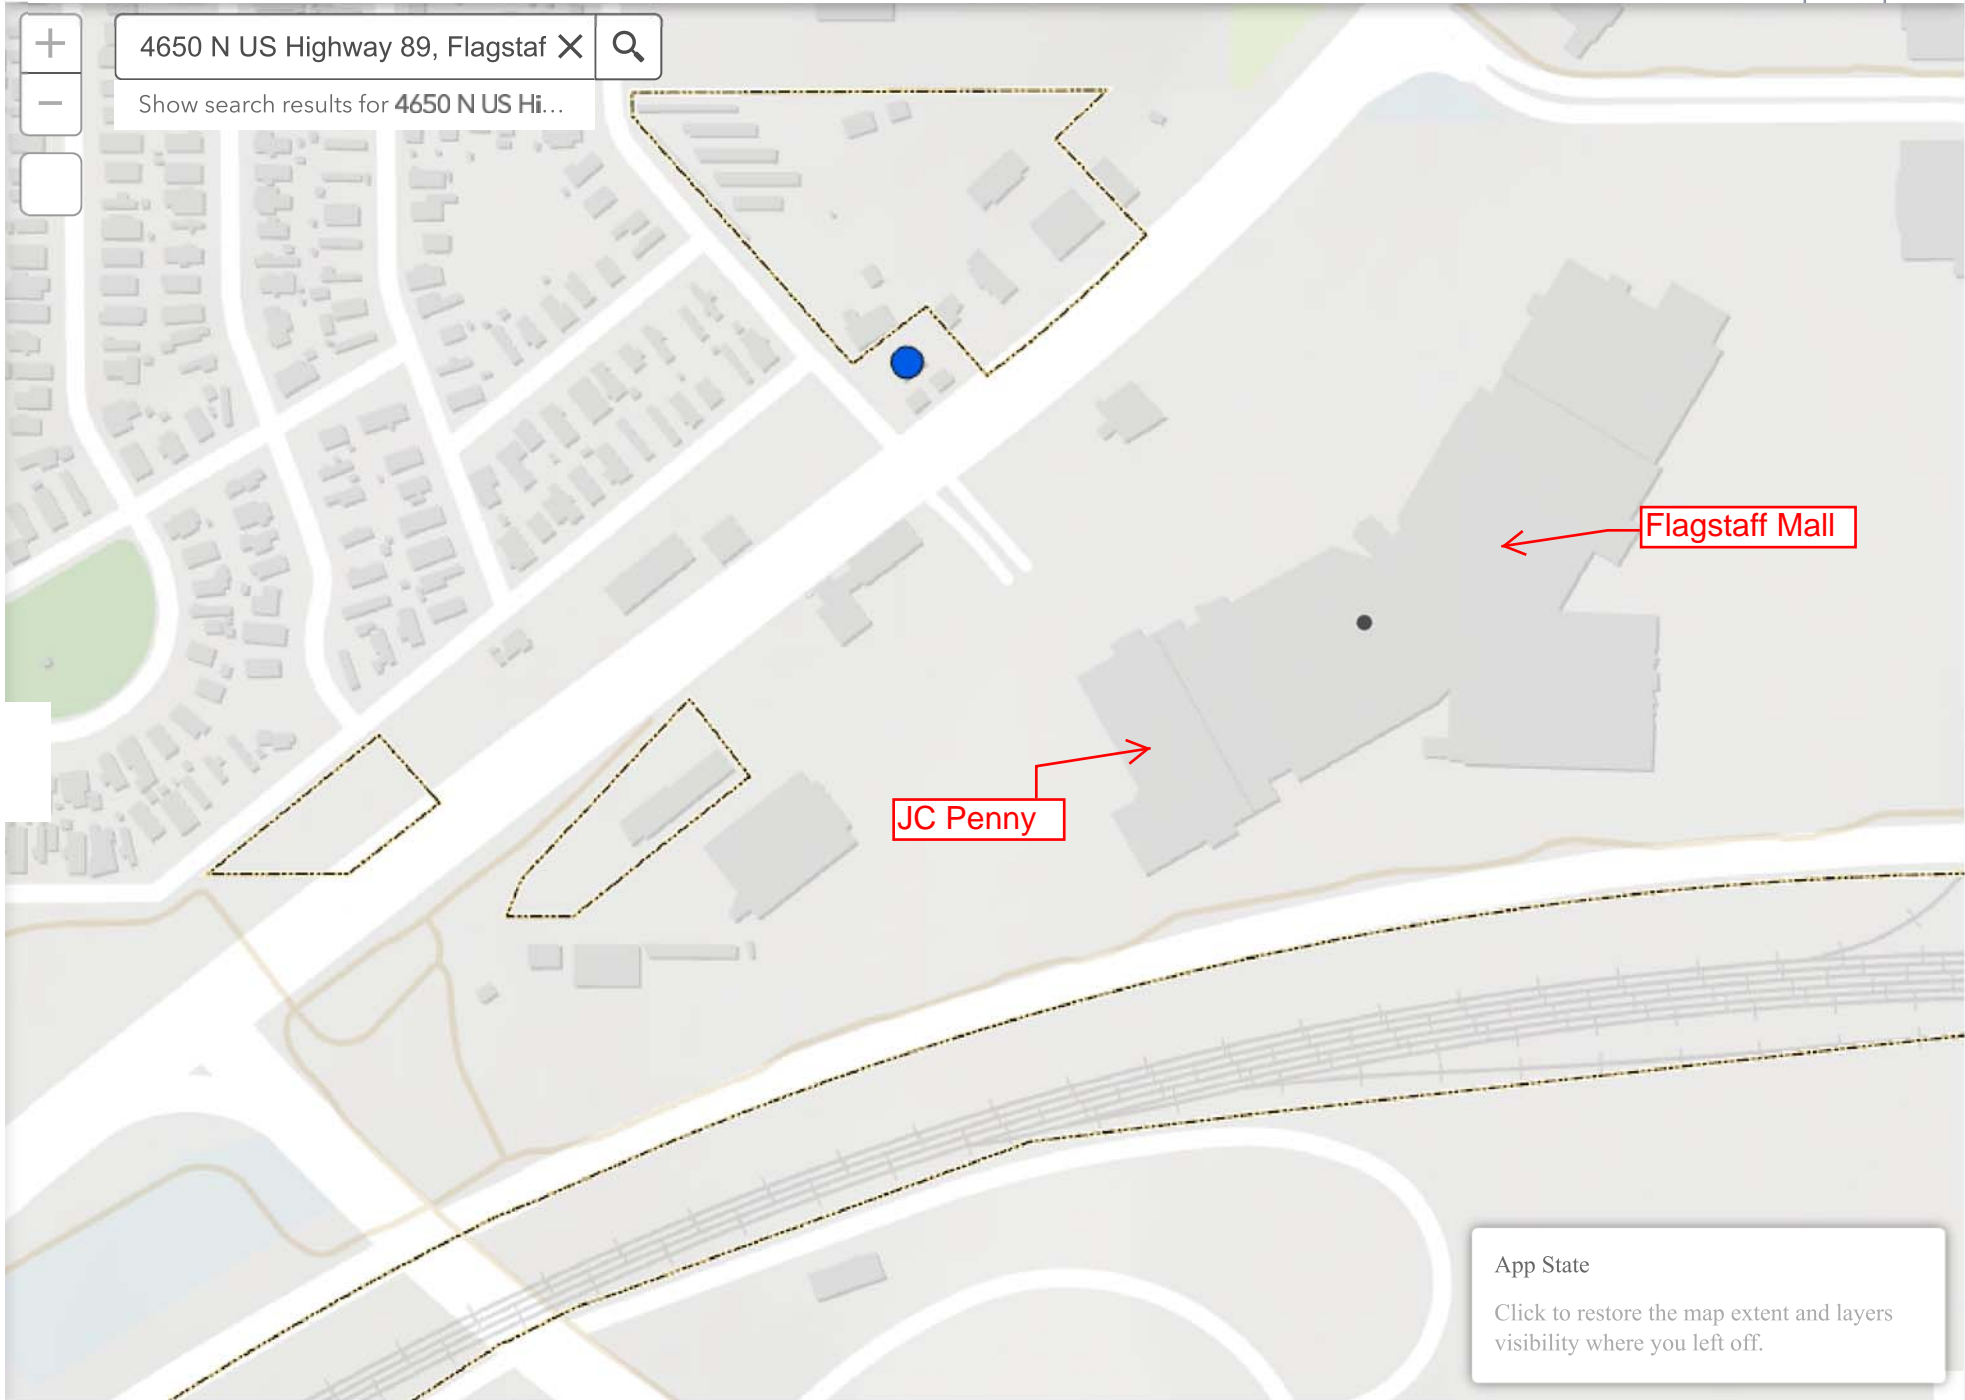 4650 N US Highway 89, Flagstaf
Show search results for 4650 N US Hi...
Flagstaff Mall
JC Penny
App State
Click to restore the map extent and layers
visibility where you left off.